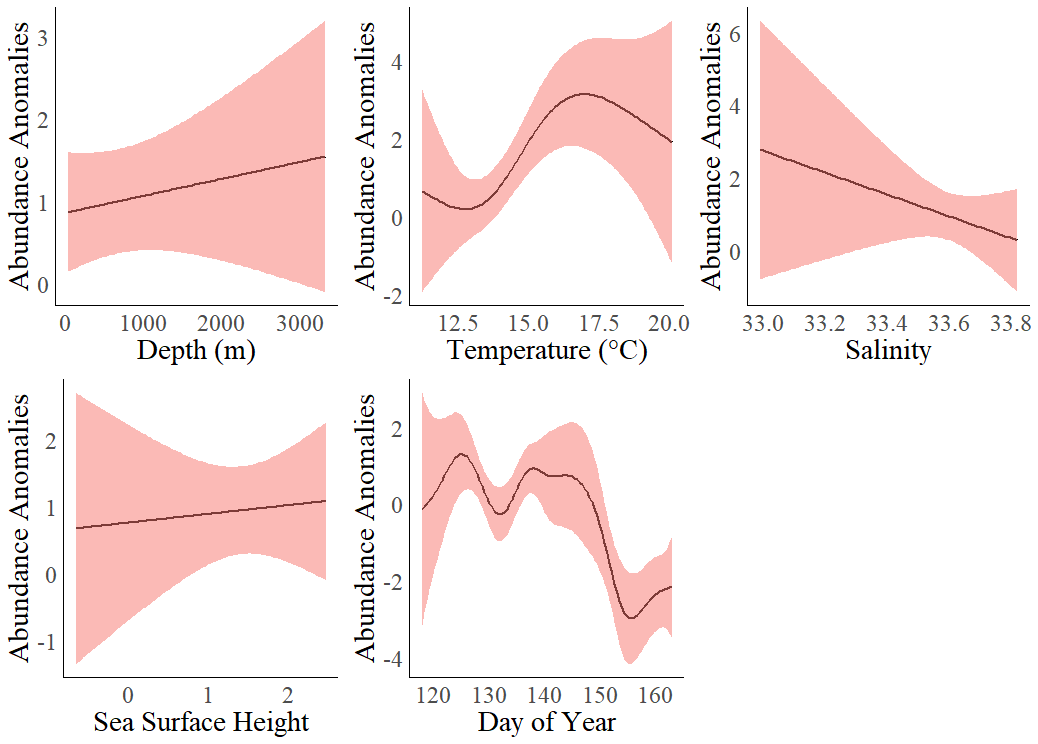 Abundance Anomalies
3
2
1
0
0 1000 2000 3000
Depth (m)
Abundance Anomalies
4
2
0
-2
12.5 15.0 17.5 20.0
Temperature (°C)
Abundance Anomalies
6
4
2
0
33.0 33.2 33.4 33.6 33.8
Salinity
Abundance Anomalies
2
1
0
-1
0 1 2
Sea Surface Height
Abundance Anomalies
2
0
-2
-4
120 130 140 150 160
Day of Year